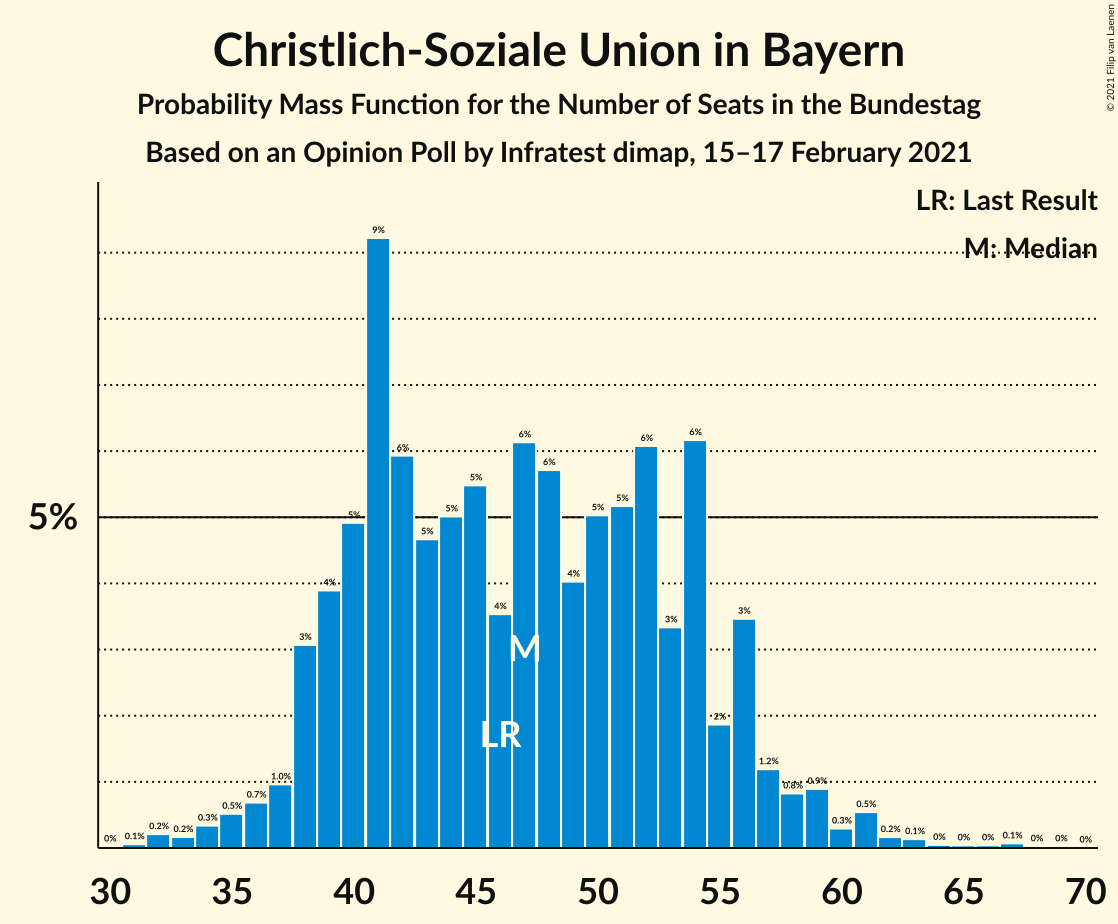 Christlich-Soziale Union in Bayern
Probability Mass Function for the Number of Seats in the Bundestag
Based on an Opinion Poll by Infratest dimap, 15–17 February 2021
© 2021 Filip van Laenen
LR: Last Result
M: Median
5%
0% 0.1% 0.2% 0.2% 0.3% 0.5% 0.7% 1.0% 3% 4% 5% 9% 6% 5% 5% 5% 4% 6% 6% 4% 5% 5% 6% 3% 6% 2% 3% 1.2% 0.8% 0.9% 0.3% 0.5% 0.2% 0.1% 0% 0% 0% 0.1% 0% 0% 0%
M
LR
30 35 40 45 50 55 60 65 70